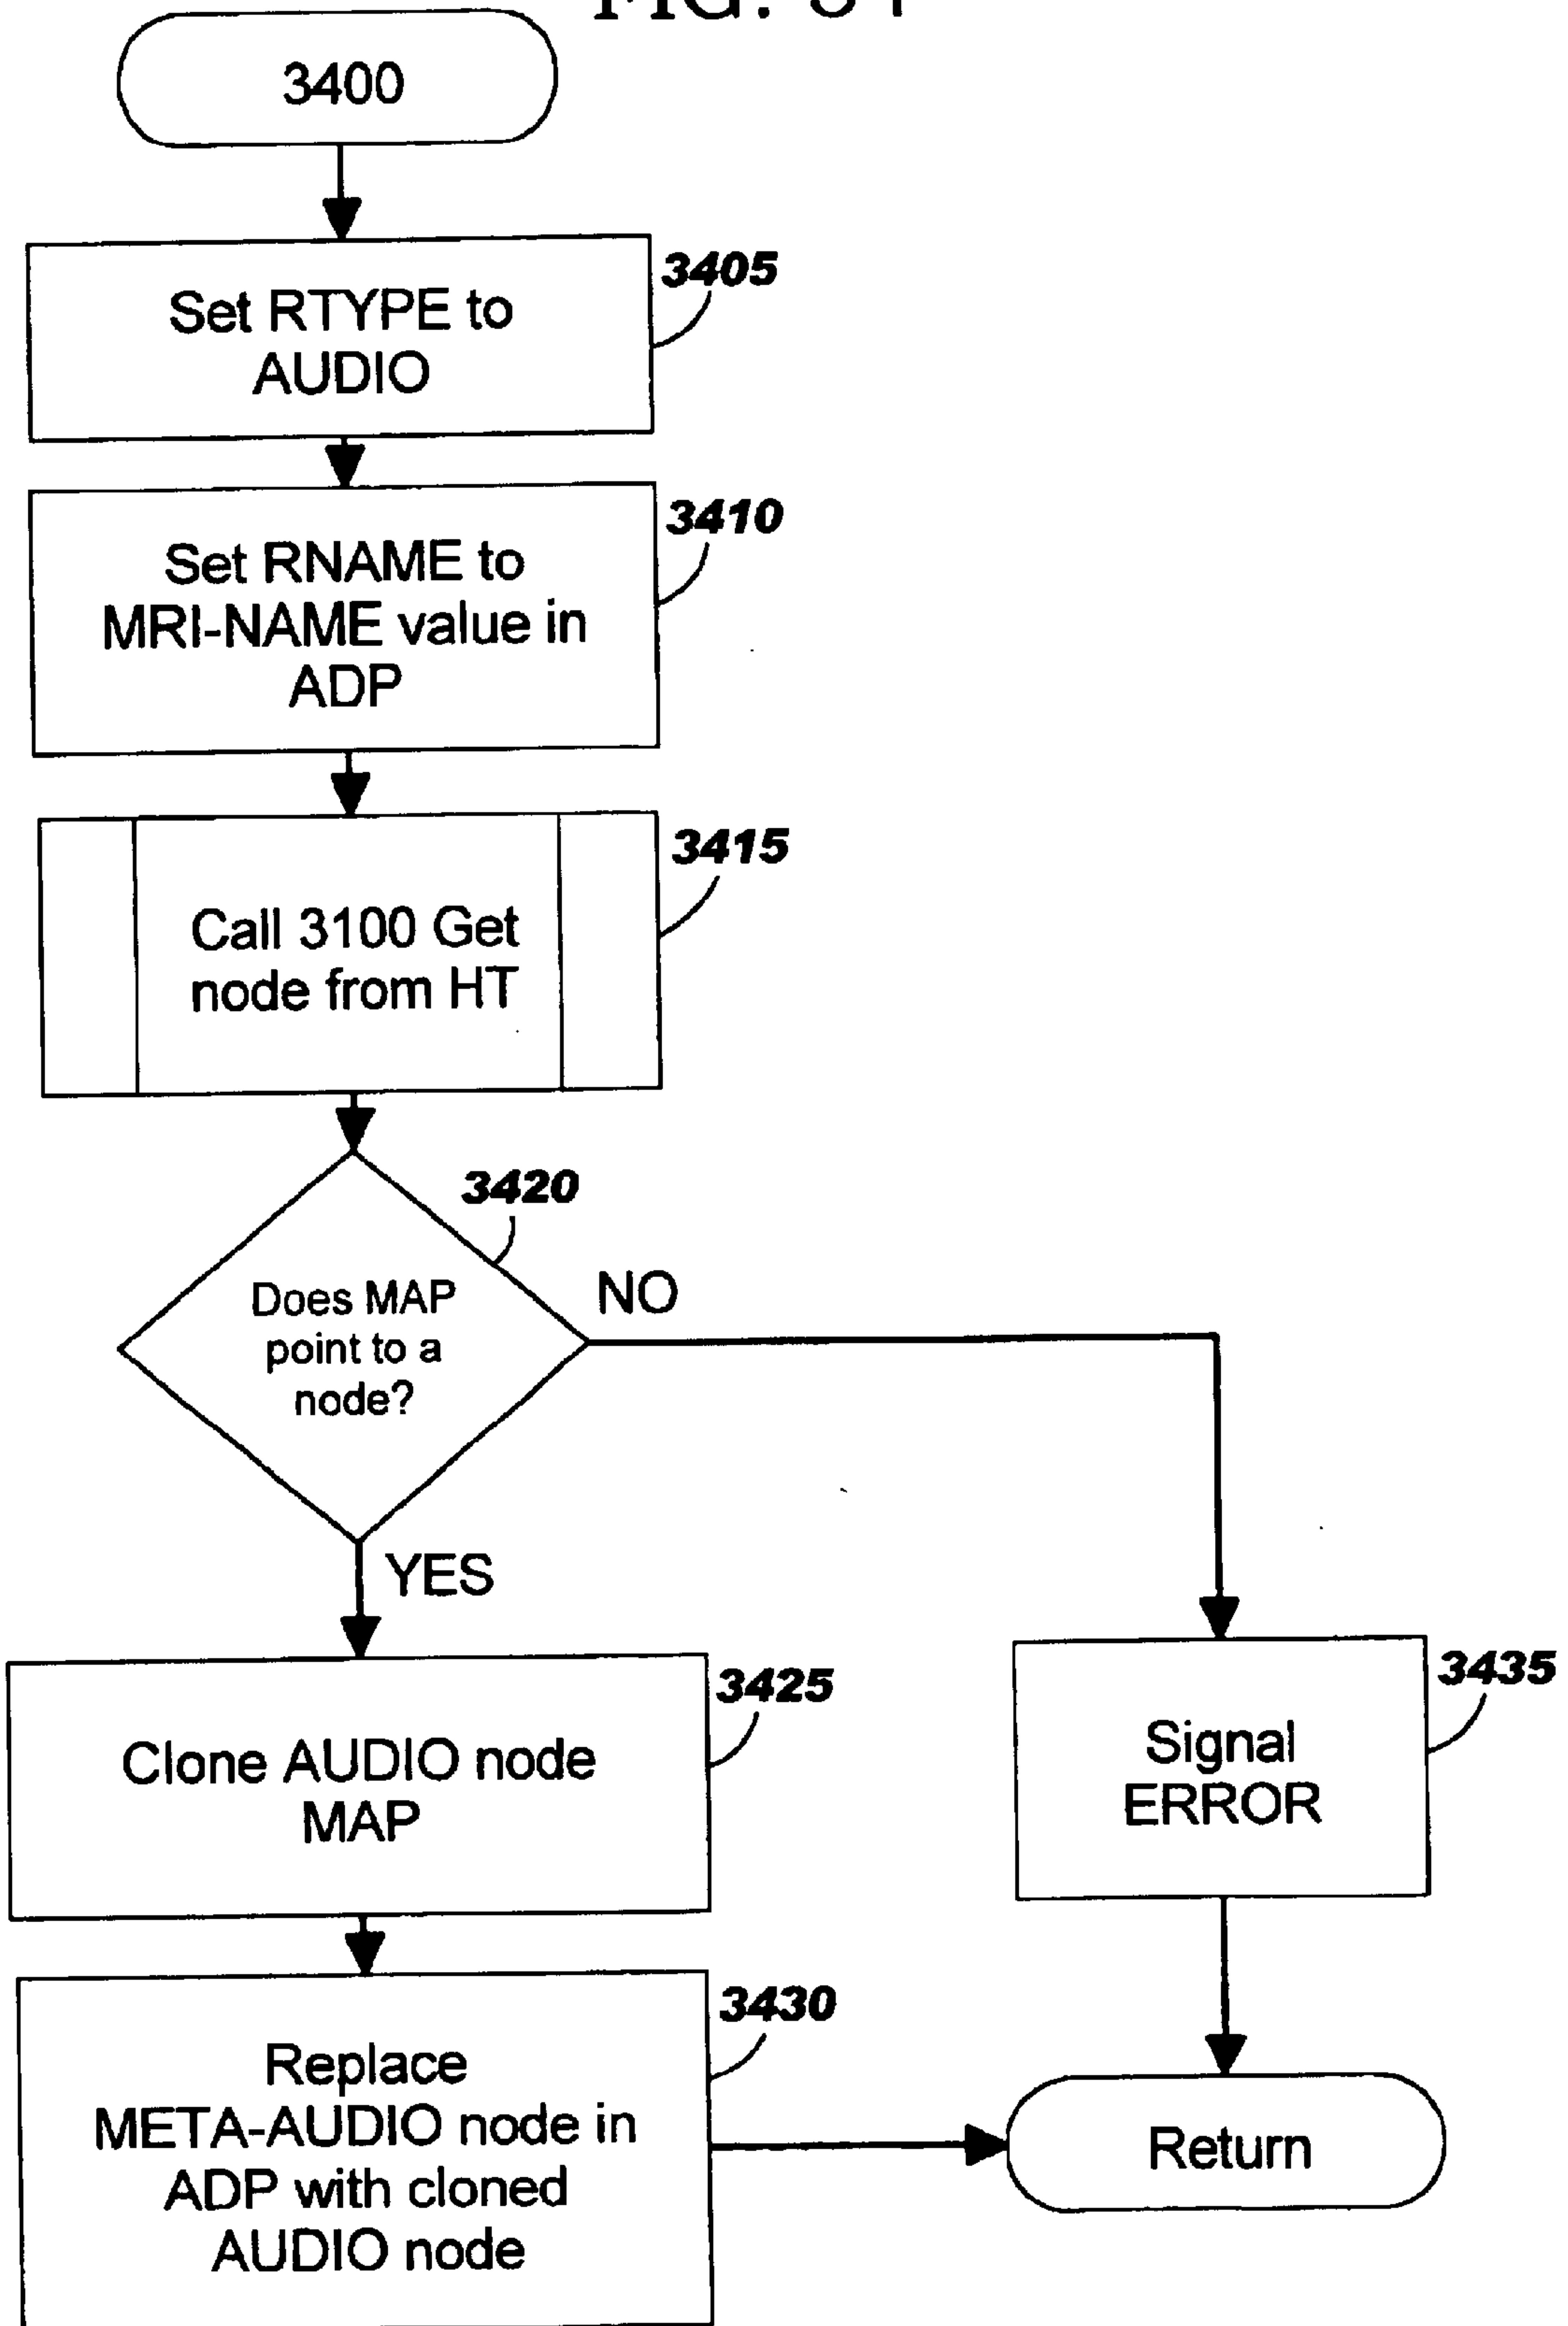 FIG. 34
3400
Set RTYPE to
AUDIO
3405
Set RNAME to
MRI-NAME value in
ADP
3410
Call 3100 Get
node from HT
3415
3420
Does MAP
point to a
node?
NO
YES
Clone AUDIO node
MAP
3425
Signal
ERROR
3435
Replace
META-AUDIO node in
ADP with cloned
AUDIO node
3430
Return